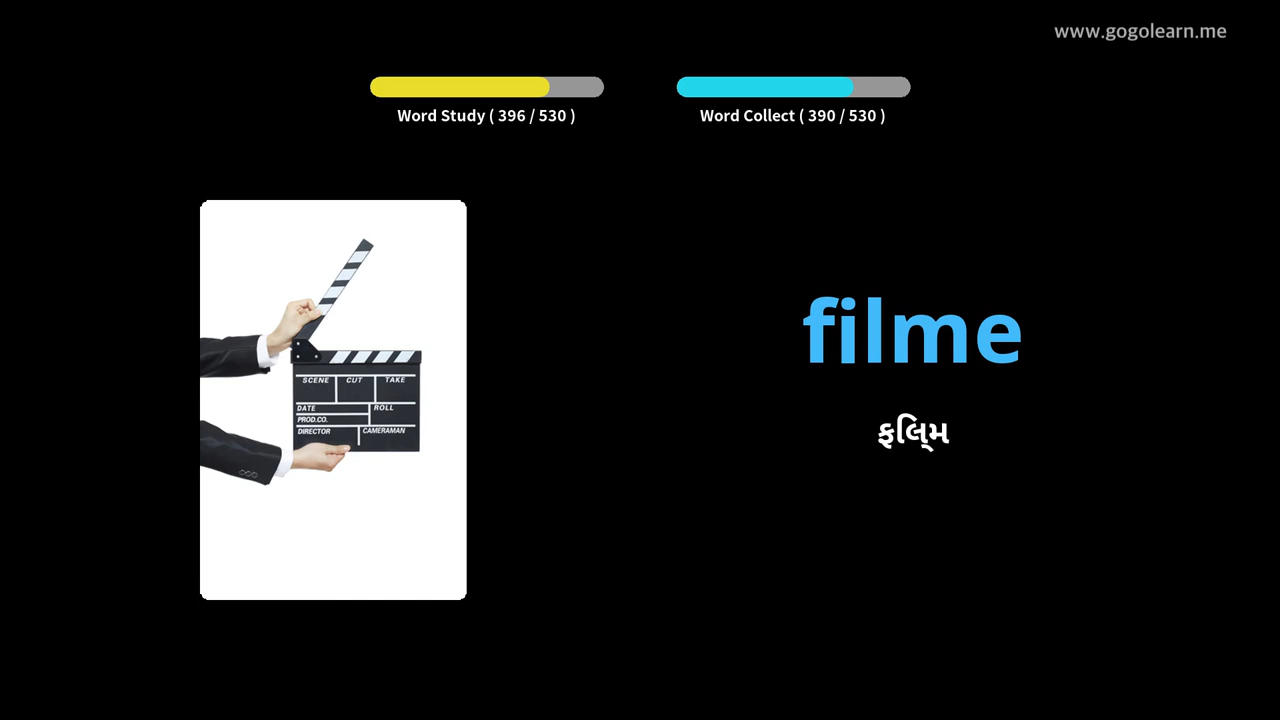 www.gogolearn.me
Word Study ( 396 / 530 )
Word Collect ( 390 / 530 )
SCENE CUT TAKE
DATE ROLL
PROD.CO.
DIRECTOR CAMERAMAN
filme
ફિલ્મ